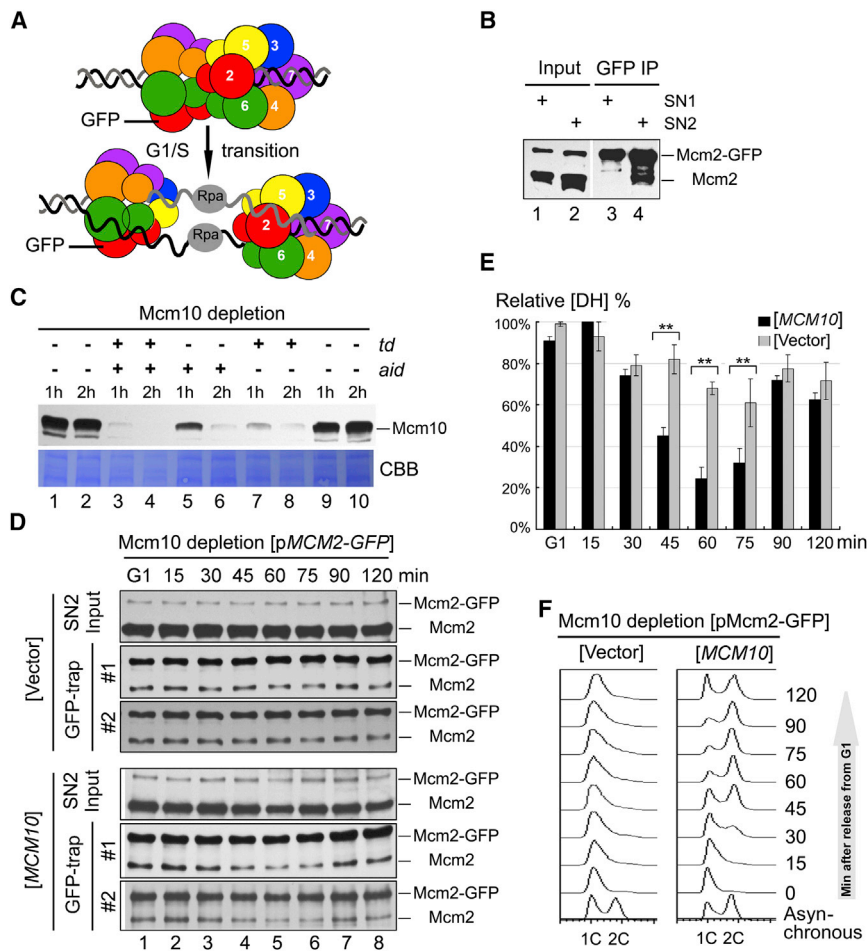 A
5
3
2
7
6
4
GFP
G1/S transition
Rpa
5
3
2
7
Rpa
6
4
GFP
B
Input GFP IP
+ + SN1
+ + SN2
Mcm2-GFP
Mcm2
1 2 3 4
C
Mcm10 depletion
- - + + - - + + - - td
- - + + + + - - - - aid
1h 2h 1h 2h 1h 2h 1h 2h 1h 2h
Mcm10
CBB
1 2 3 4 5 6 7 8 9 10
D
Mcm10 depletion [pMCM2-GFP]
G1 15 30 45 60 75 90 120 min
[Vector]
SN2 Input
Mcm2-GFP
Mcm2
GFP-trap
#1
Mcm2-GFP
Mcm2
#2
Mcm2-GFP
Mcm2
[MCM10]
SN2 Input
Mcm2-GFP
Mcm2
GFP-trap
#1
Mcm2-GFP
Mcm2
#2
Mcm2-GFP
Mcm2
1 2 3 4 5 6 7 8
E
Relative [DH] %
[MCM10]
[Vector]
100%
80%
60%
40%
20%
0%
** ** **
G1 15 30 45 60 75 90 120 min
F
Mcm10 depletion [pMcm2-GFP]
[Vector] [MCM10]
120
90
75
60
45
30
15
0
Asyn-
chronous
1C 2C 1C 2C
Min after release from G1